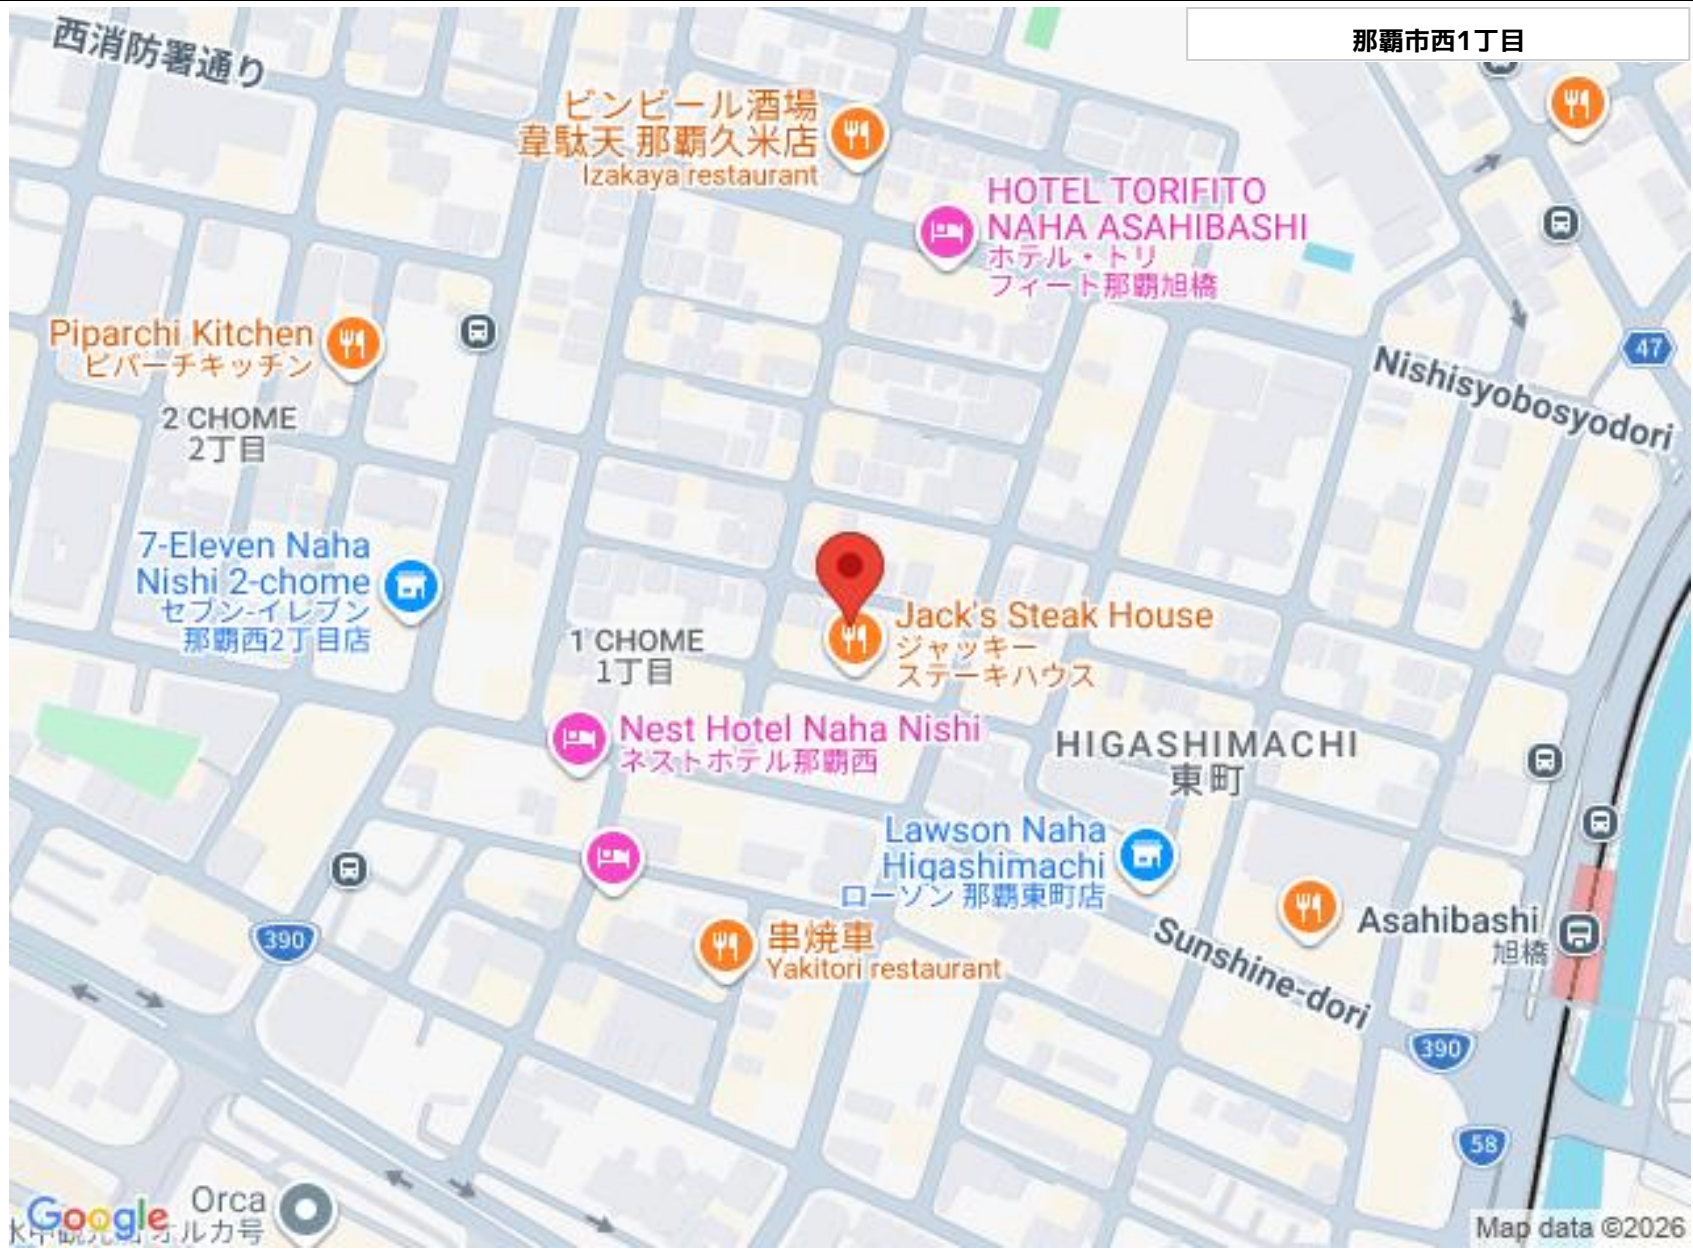 那覇市西1丁目
西消防署通り
ビンビール酒場
韋駄天 那覇久米店
Izakaya restaurant
HOTEL TORIFITO
NAHA ASAHIBASHI
ホテル・トリ
フィート那覇旭橋
Piparchi Kitchen
ピパーチキッチン
47
Nishisyobosyodori
2 CHOME
2丁目
7-Eleven Naha
Nishi 2-chome
セブン-イレブン
那覇西2丁目店
1 CHOME
1丁目
Jack's Steak House
ジャッキー
ステーキハウス
Nest Hotel Naha Nishi
ネストホテル那覇西
HIGASHIMACHI
東町
Lawson Naha
Higashimachi
ローソン 那覇東町店
390
串焼車
Yakitori restaurant
Sunshine-dori
Asahibashi
旭橋
390
58
Orca
オルカ号
Google
Map data ©2026